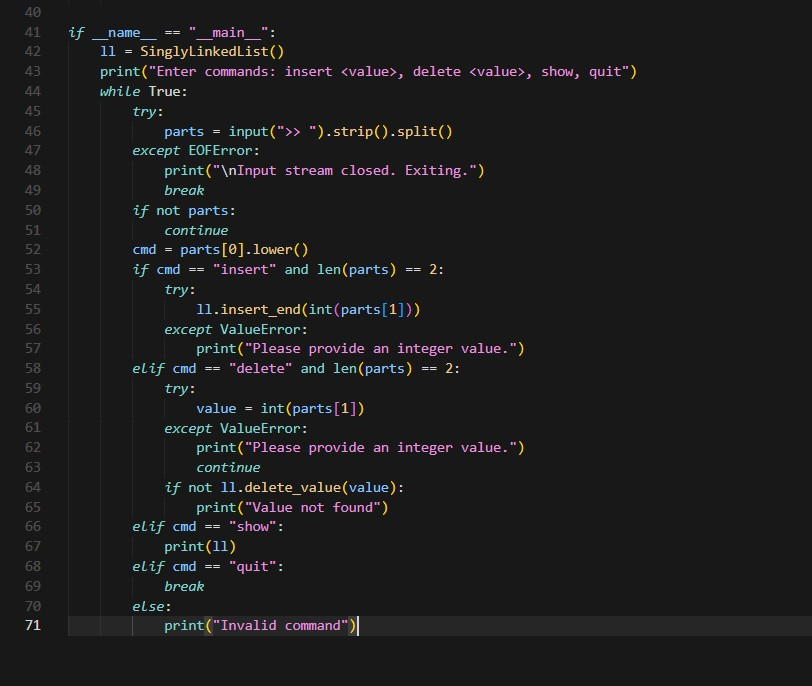 40
41 if __name__ == "__main__":
42     ll = SinglyLinkedList()
43     print("Enter commands: insert <value>, delete <value>, show, quit")
44     while True:
45         try:
46             parts = input(">> ").strip().split()
47         except EOFError:
48             print("\nInput stream closed. Exiting.")
49             break
50         if not parts:
51             continue
52         cmd = parts[0].lower()
53         if cmd == "insert" and len(parts) == 2:
54             try:
55                 ll.insert_end(int(parts[1]))
56             except ValueError:
57                 print("Please provide an integer value.")
58         elif cmd == "delete" and len(parts) == 2:
59             try:
60                 value = int(parts[1])
61             except ValueError:
62                 print("Please provide an integer value.")
63                 continue
64             if not ll.delete_value(value):
65                 print("Value not found")
66         elif cmd == "show":
67             print(ll)
68         elif cmd == "quit":
69             break
70         else:
71             print("Invalid command")